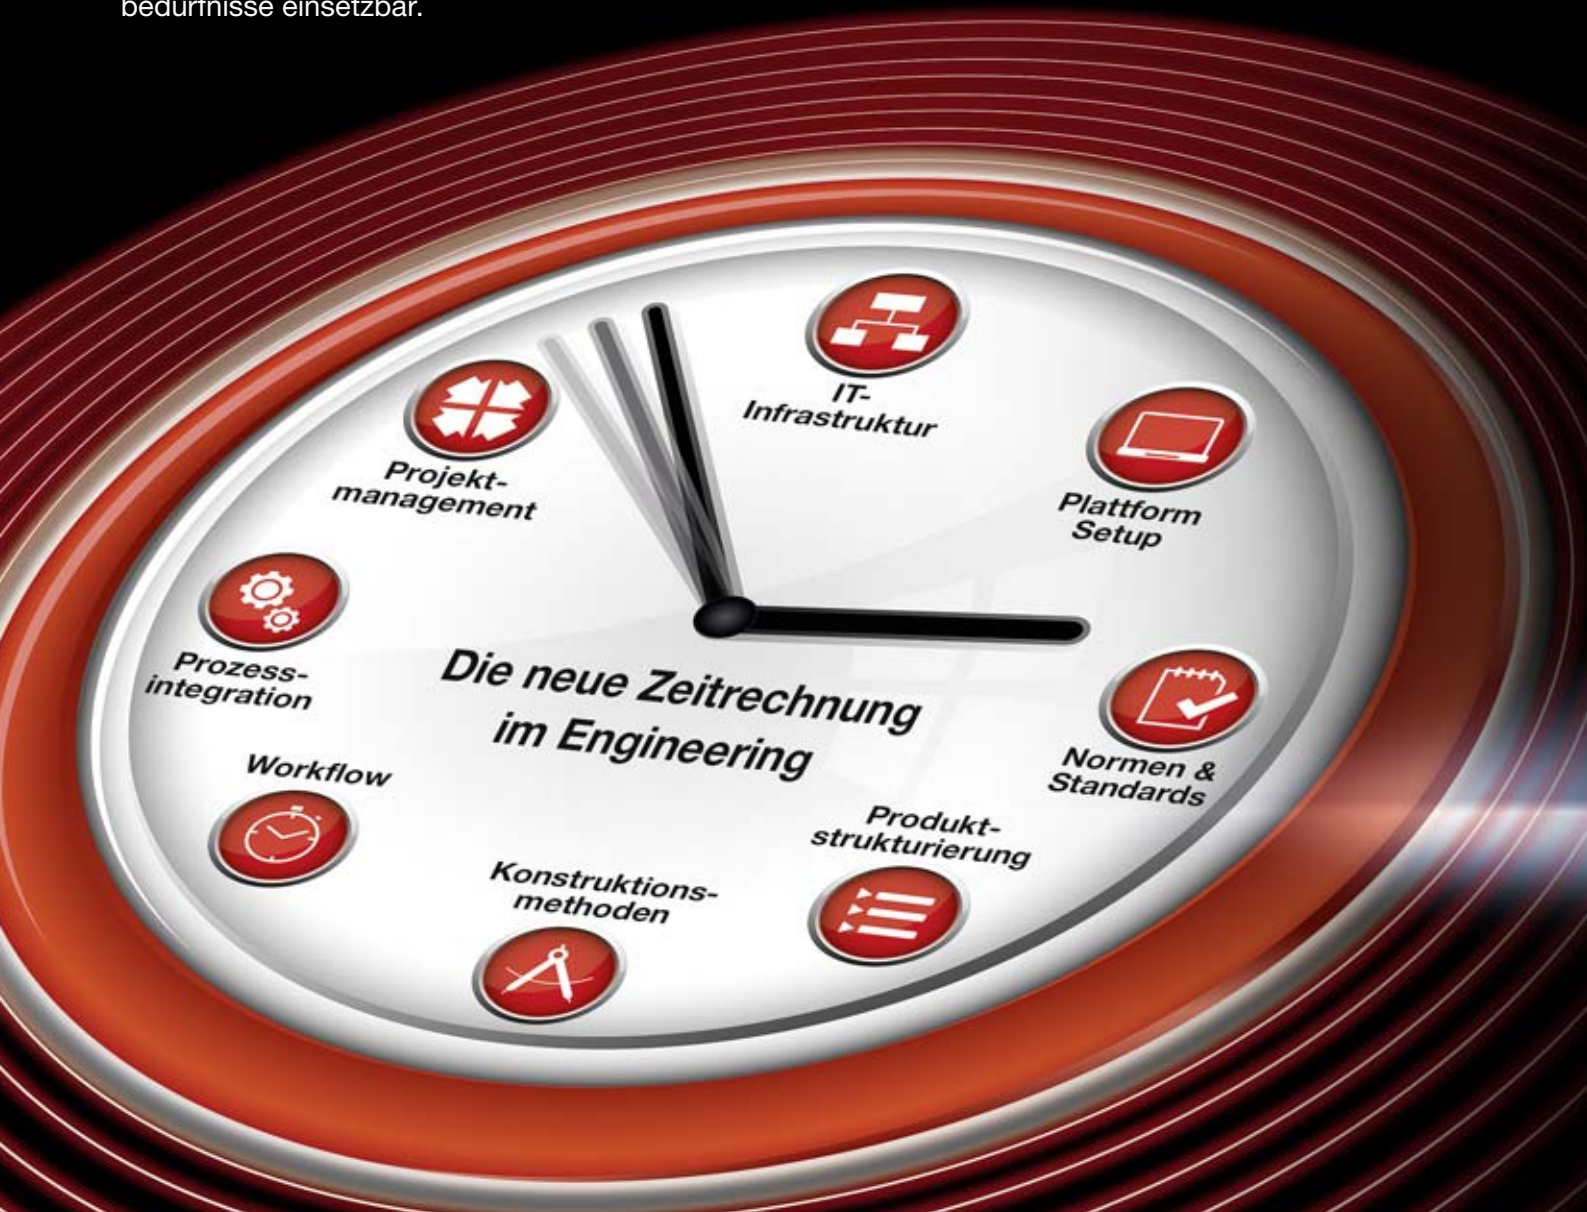 bedürfnisse einsetzbar.
IT-
Infrastruktur
Plattform
Setup
Normen &
Standards
Produkt-
strukturierung
Konstruktions-
methoden
Workflow
Prozess-
integration
Projekt-
management
Die neue Zeitrechnung
im Engineering